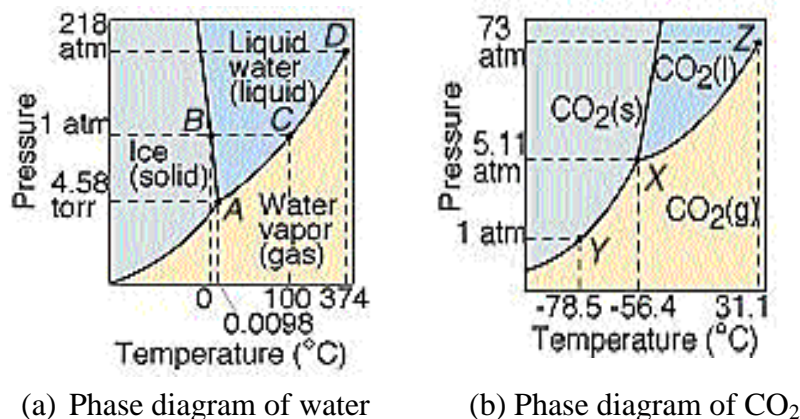 218
atm
Liquid
water
(liquid)
D
1 atm
B
C
Ice
(solid)
4.58
torr
A
Water
vapor
(gas)
Pressure
0
100
374
0.0098
Temperature (°C)
(a) Phase diagram of water
73
atm
Z
CO₂(l)
CO₂(s)
5.11
atm
X
CO₂(g)
1 atm
Y
Pressure
-78.5
-56.4
31.1
Temperature (°C)
(b) Phase diagram of CO₂